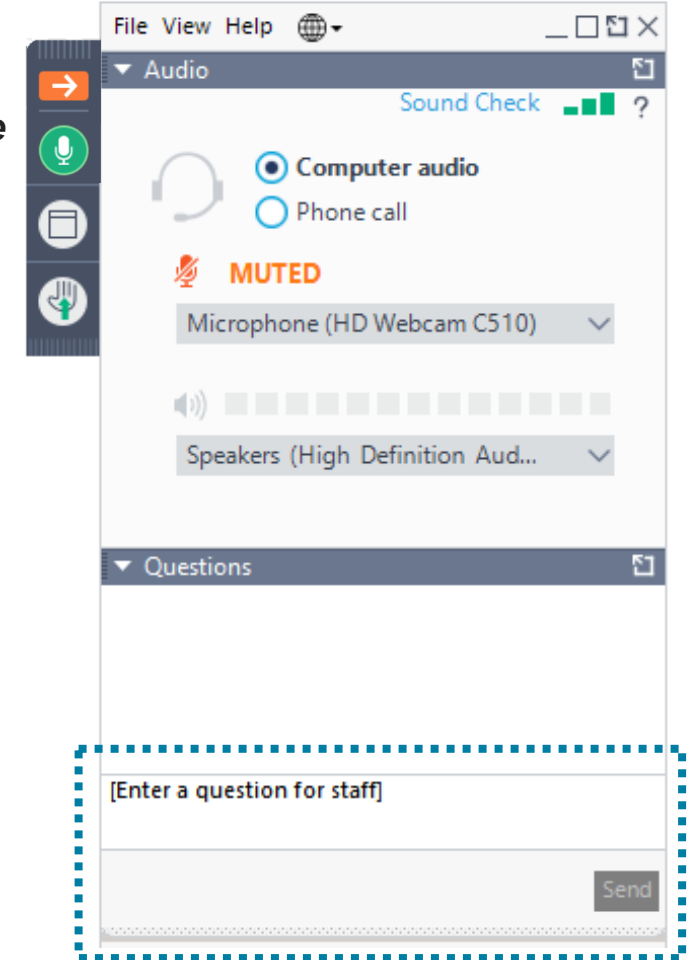 File View Help
Audio
Sound Check ?
Computer audio
Phone call
MUTED
Microphone (HD Webcam C510)
Speakers (High Definition Aud...
Questions
[Enter a question for staff]
Send